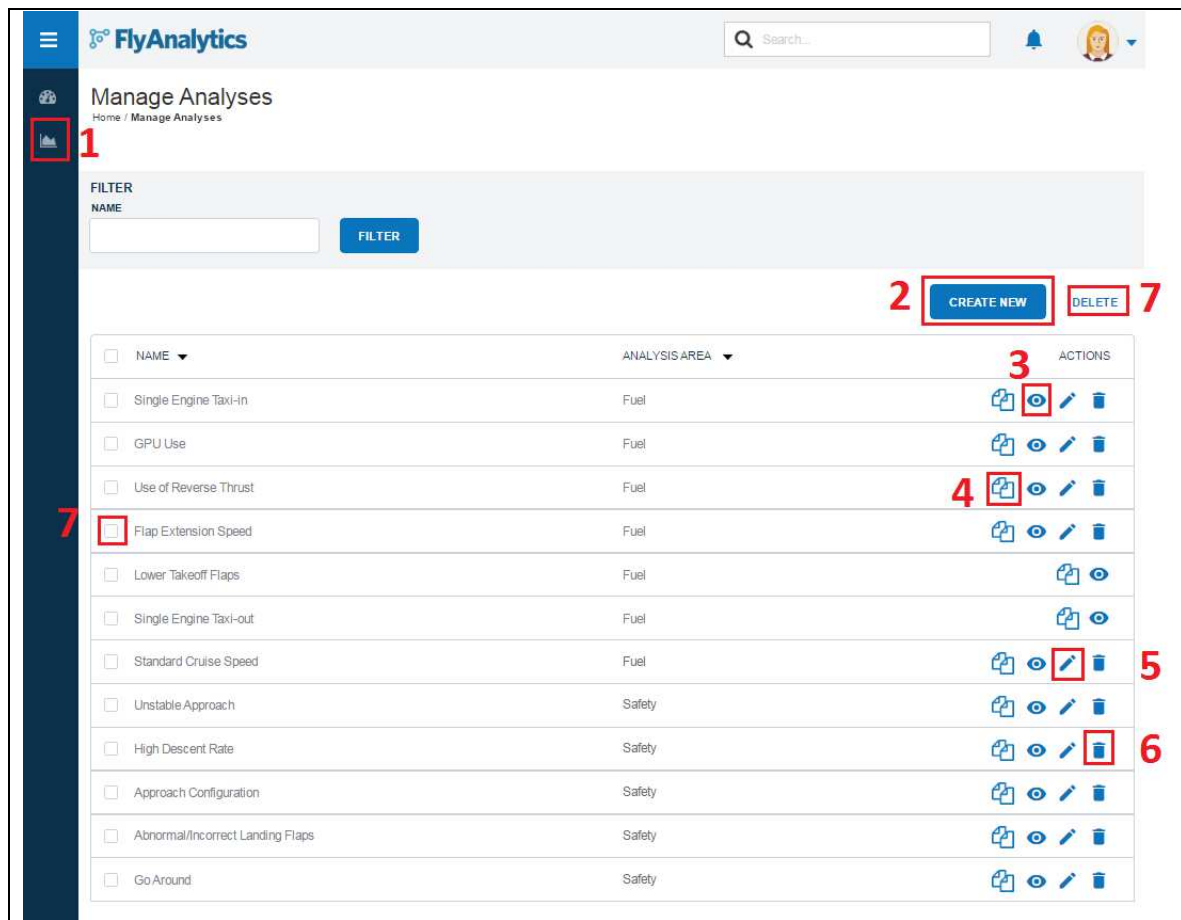 FlyAnalytics
Search...
Manage Analyses
Home / Manage Analyses
1
FILTER
NAME
FILTER
2 CREATE NEW DELETE 7
NAME ANALYSIS AREA ACTIONS
3
Single Engine Taxi-in Fuel
GPU Use Fuel
Use of Reverse Thrust Fuel 4
7 Flap Extension Speed Fuel
Lower Takeoff Flaps Fuel
Single Engine Taxi-out Fuel
Standard Cruise Speed Fuel 5
Unstable Approach Safety
High Descent Rate Safety 6
Approach Configuration Safety
Abnormal/Incorrect Landing Flaps Safety
Go Around Safety